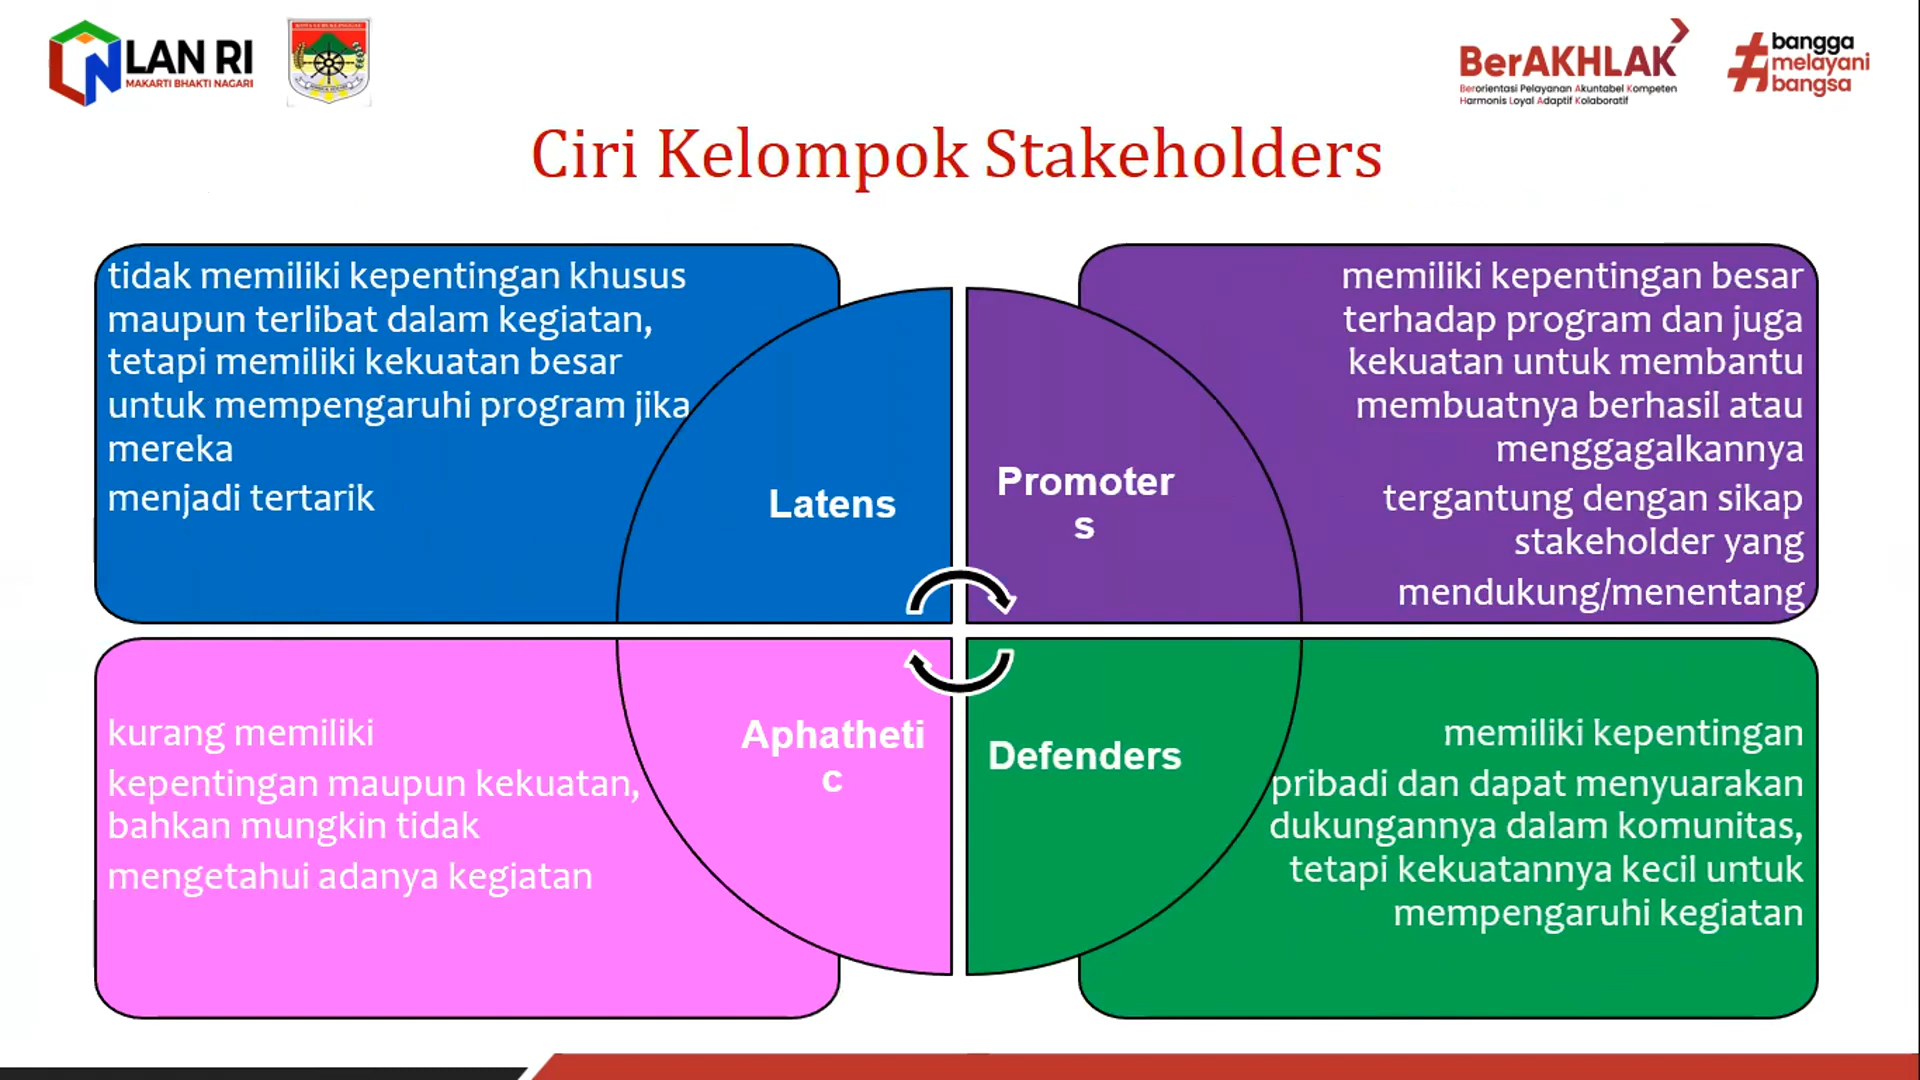 LAN RI
MAKARTI BHAKTI NAGARI
BerAKHLAK
Berorientasi Pelayanan Akuntabel Kompeten
Harmonis Loyal Adaptif Kolaboratif
#bangga
melayani
bangsa
Ciri Kelompok Stakeholders
tidak memiliki kepentingan khusus
maupun terlibat dalam kegiatan,
tetapi memiliki kekuatan besar
untuk mempengaruhi program jika
mereka
menjadi tertarik
Latens
Promoter
s
memiliki kepentingan besar
terhadap program dan juga
kekuatan untuk membantu
membuatnya berhasil atau
menggagalkannya
tergantung dengan sikap
stakeholder yang
mendukung/menentang
kurang memiliki
kepentingan maupun kekuatan,
bahkan mungkin tidak
mengetahui adanya kegiatan
Aphatheti
c
Defenders
memiliki kepentingan
pribadi dan dapat menyuarakan
dukungannya dalam komunitas,
tetapi kekuatannya kecil untuk
mempengaruhi kegiatan